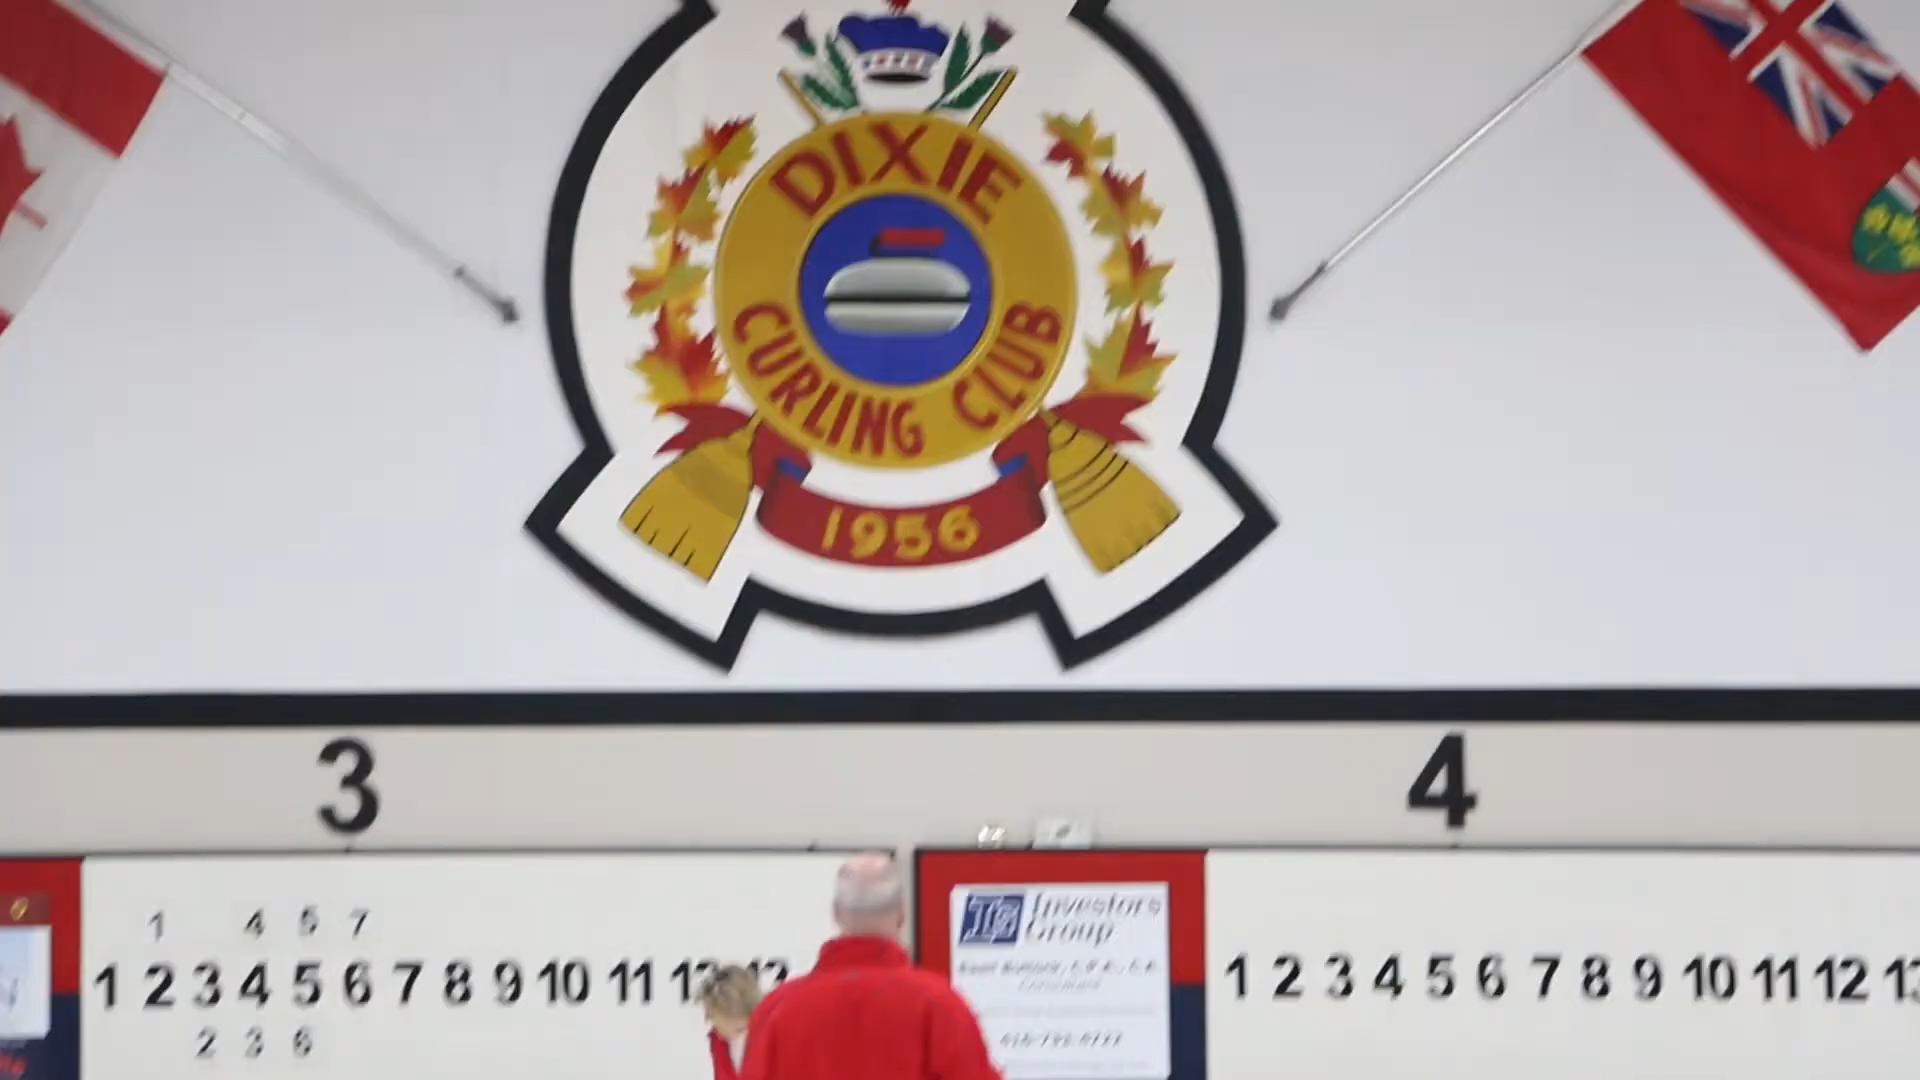 DIXIE
CURLING CLUB
1956
3
4
1 4 5 7
1 2 3 4 5 6 7 8 9 10 11
2 3 6
IG Investors
Group
1 2 3 4 5 6 7 8 9 10 11 12